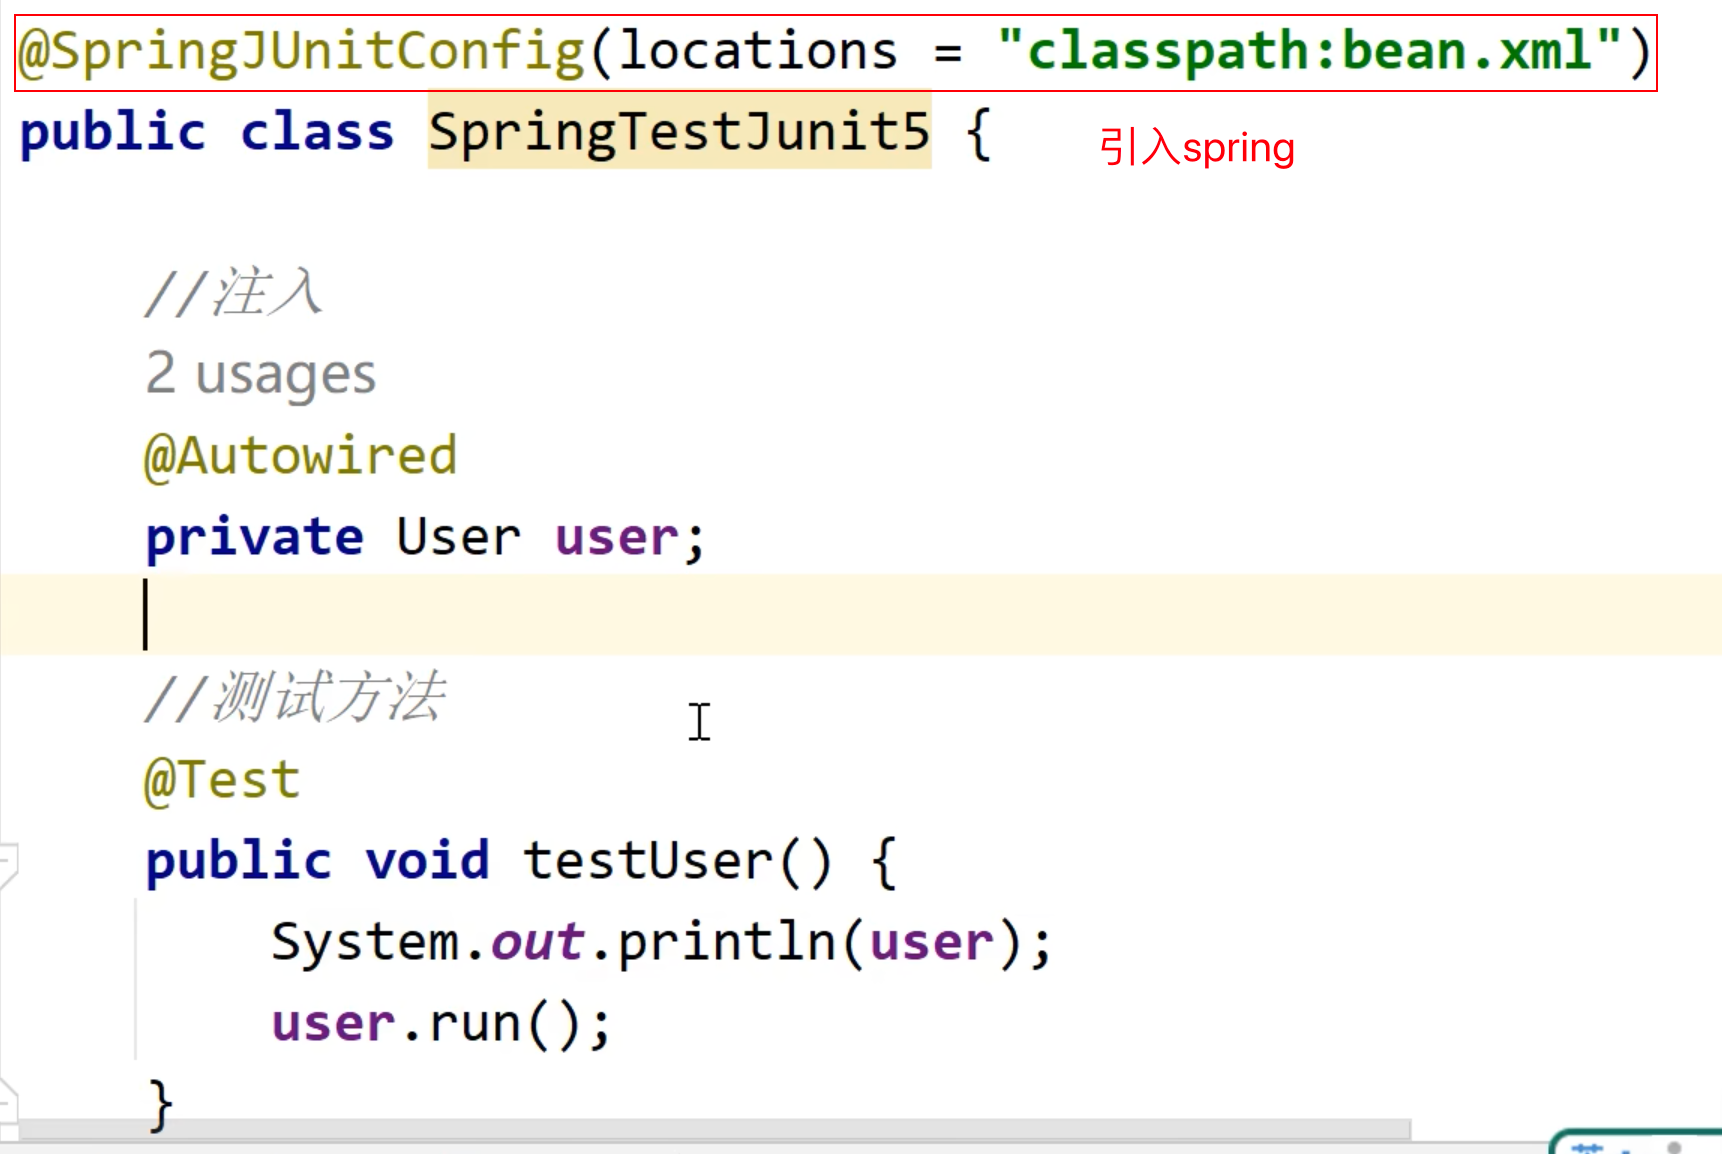 @SpringJUnitConfig(locations = "classpath:bean.xml")
public class SpringTestJunit5 {
引入spring
//注入
2 usages
@Autowired
private User user;
//测试方法
@Test
public void testUser() {
System.out.println(user);
user.run();
}